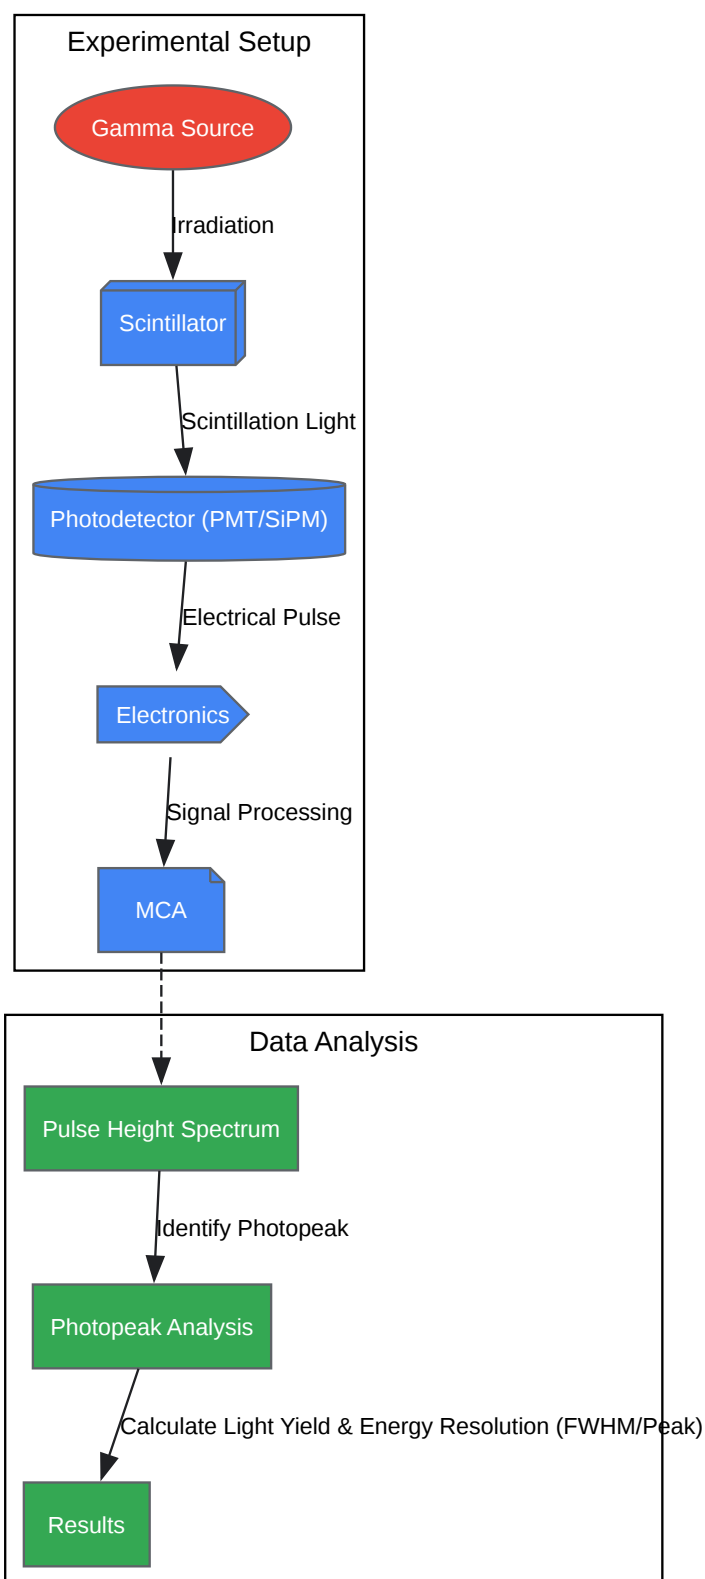 Experimental Setup
Gamma Source
Irradiation
Scintillator
Scintillation Light
Photodetector (PMT/SiPM)
Electrical Pulse
Electronics
Signal Processing
MCA
Data Analysis
Pulse Height Spectrum
Identify Photopeak
Photopeak Analysis
Calculate Light Yield & Energy Resolution (FWHM/Peak)
Results